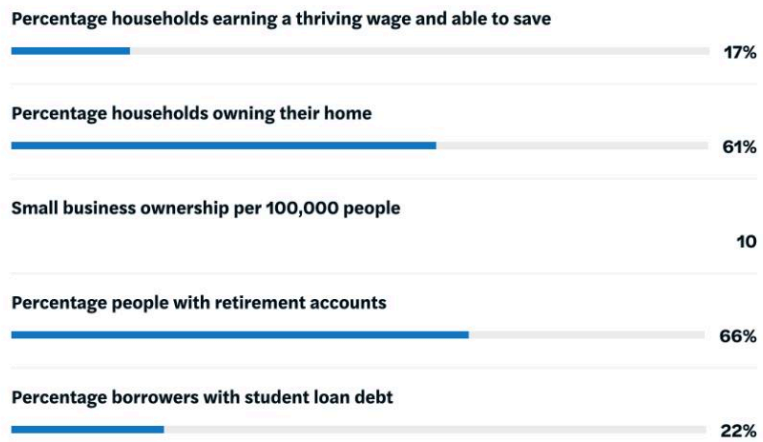 Percentage households earning a thriving wage and able to save
17%
Percentage households owning their home
61%
Small business ownership per 100,000 people
10
Percentage people with retirement accounts
66%
Percentage borrowers with student loan debt
22%